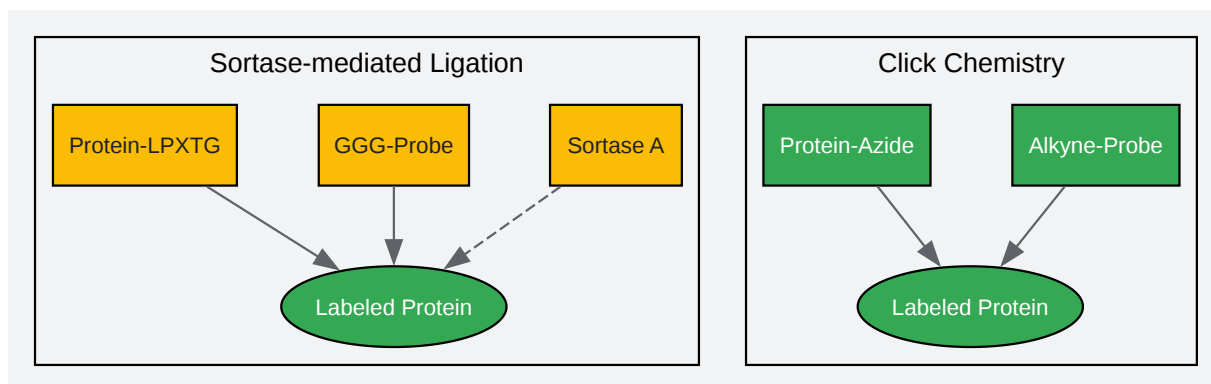 Sortase-mediated Ligation
Protein-LPXTG
GGG-Probe
Sortase A
Labeled Protein
Click Chemistry
Protein-Azide
Alkyne-Probe
Labeled Protein